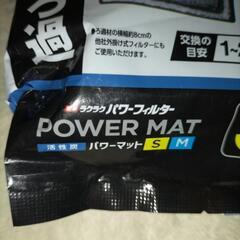 過
※ろ過材の横幅約8cmの
他社外掛け式フィルターにも
ご使用いただけます。
交換の
目安
ラクラクパワーフィルター
POWER MAT
活性炭 パワーマット S M